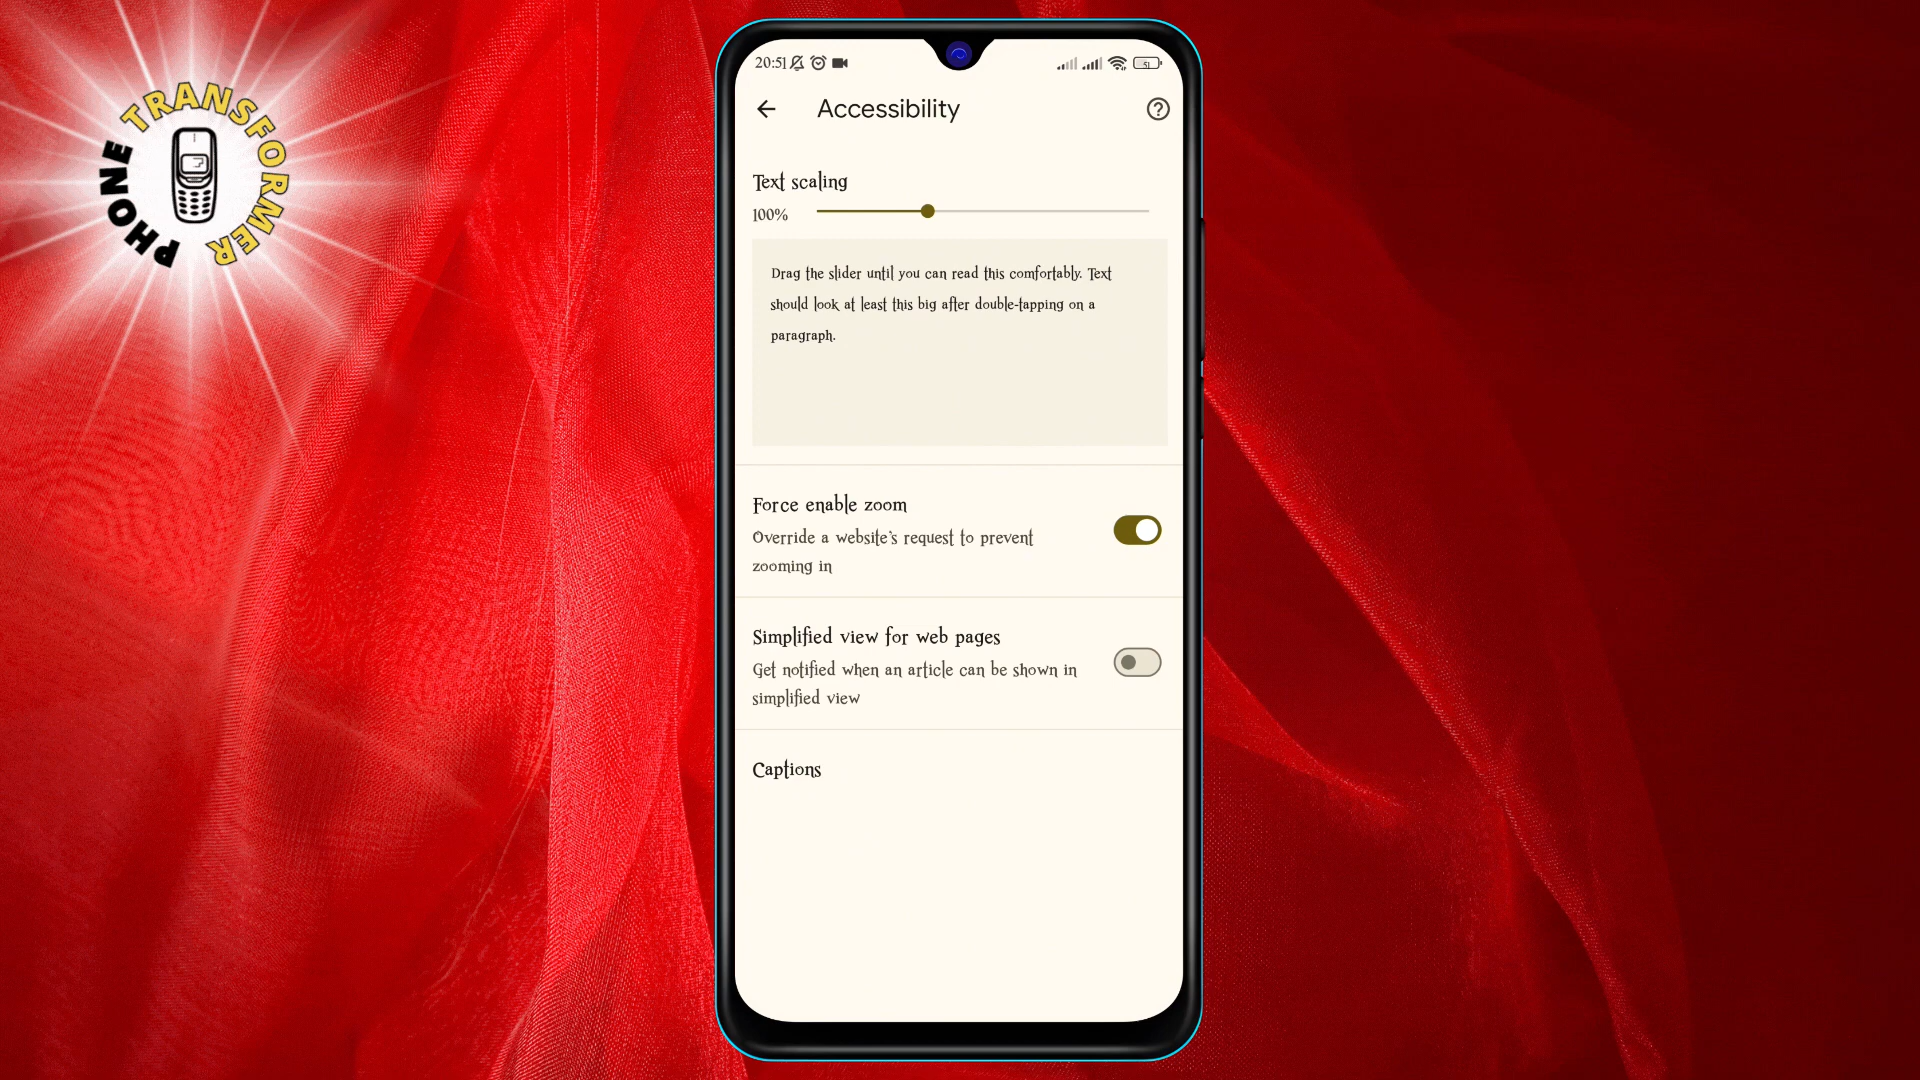 PHONE TRANSFORMER
20:51
51
Accessibility
Text scaling
100%
Drag the slider until you can read this comfortably. Text
should look at least this big after double-tapping on a
paragraph.
Force enable zoom
Override a website's request to prevent
zooming in
Simplified view for web pages
Get notified when an article can be shown in
simplified view
Captions